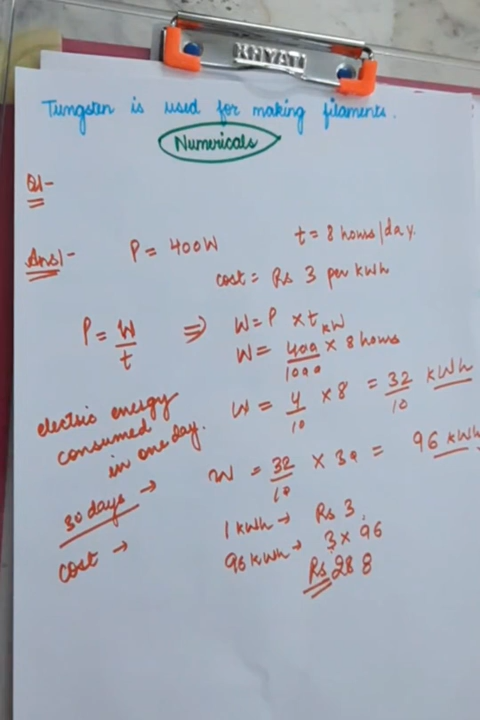 KHYATI
Tungsten is used for making filaments.
Numericals
Q1-
Ans1- P = 400W t = 8 hours/day.
cost = Rs 3 per kWh
P = W/t ⇒ W = P × t
W = 400/1000 kW × 8 hours
W = 4/10 × 8 = 32/10 kWh
electric energy
consumed
in one day.
30 days → W = 32/10 × 30 = 96 kWh
cost → 1 kWh → Rs 3.
96 kWh → 3 × 96
Rs 288